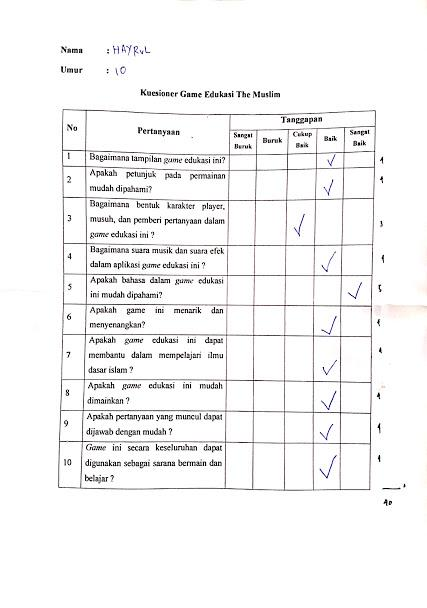 Nama : HAYRUL
Umur : 10
Kuesioner Game Edukasi The Muslim
No Pertanyaan Tanggapan
Sangat Buruk Buruk Cukup Baik Baik Sangat Baik
1 Bagaimana tampilan game edukasi ini? ✓ 4
2 Apakah petunjuk pada permainan
mudah dipahami? ✓ 4
3 Bagaimana bentuk karakter player,
musuh, dan pemberi pertanyaan dalam
game edukasi ini ? ✓ 3
4 Bagaimana suara musik dan suara efek
dalam aplikasi game edukasi ini ? ✓ 4
5 Apakah bahasa dalam game edukasi
ini mudah dipahami? ✓ 5
6 Apakah game ini menarik dan
menyenangkan? ✓ 4
7 Apakah game edukasi ini dapat
membantu dalam mempelajari ilmu
dasar islam ? ✓ 4
8 Apakah game edukasi ini mudah
dimainkan ? ✓ 4
9 Apakah pertanyaan yang muncul dapat
dijawab dengan mudah ? ✓ 4
10 Game ini secara keseluruhan dapat
digunakan sebagai sarana bermain dan
belajar ? ✓ 4
40